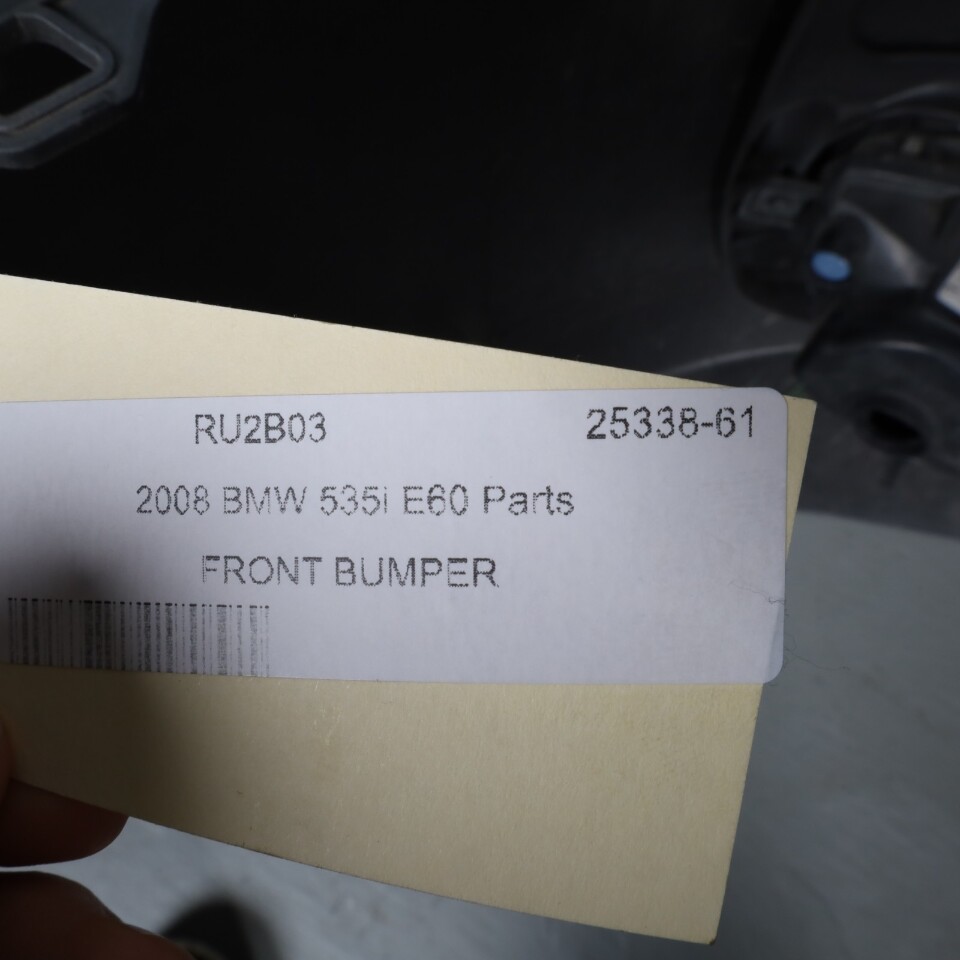 RU2B03 25338-61
2008 BMW 535i E60 Parts
FRONT BUMPER